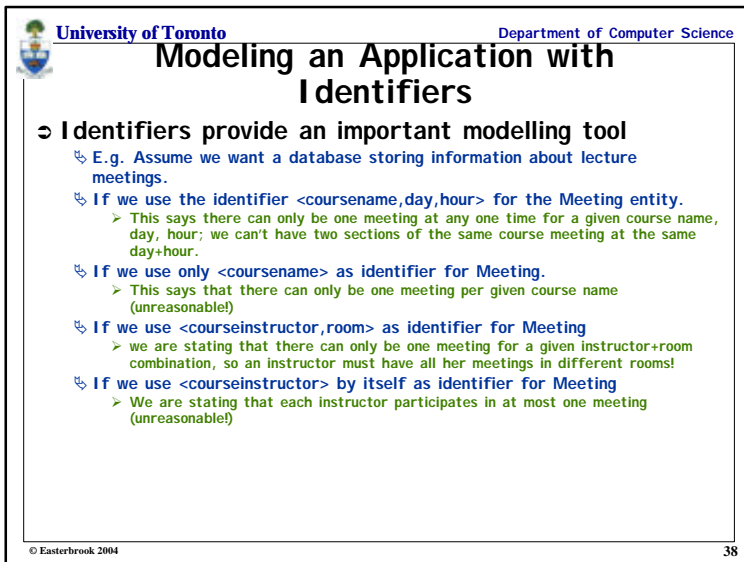 University of Toronto
Department of Computer Science
Modeling an Application with
Identifiers
➲ Identifiers provide an important modelling tool
↳ E.g. Assume we want a database storing information about lecture
meetings.
↳ If we use the identifier <coursename,day,hour> for the Meeting entity.
➢ This says there can only be one meeting at any one time for a given course name,
day, hour; we can't have two sections of the same course meeting at the same
day+hour.
↳ If we use only <coursename> as identifier for Meeting.
➢ This says that there can only be one meeting per given course name
(unreasonable!)
↳ If we use <courseinstructor,room> as identifier for Meeting
➢ we are stating that there can only be one meeting for a given instructor+room
combination, so an instructor must have all her meetings in different rooms!
↳ If we use <courseinstructor> by itself as identifier for Meeting
➢ We are stating that each instructor participates in at most one meeting
(unreasonable!)
© Easterbrook 2004
38